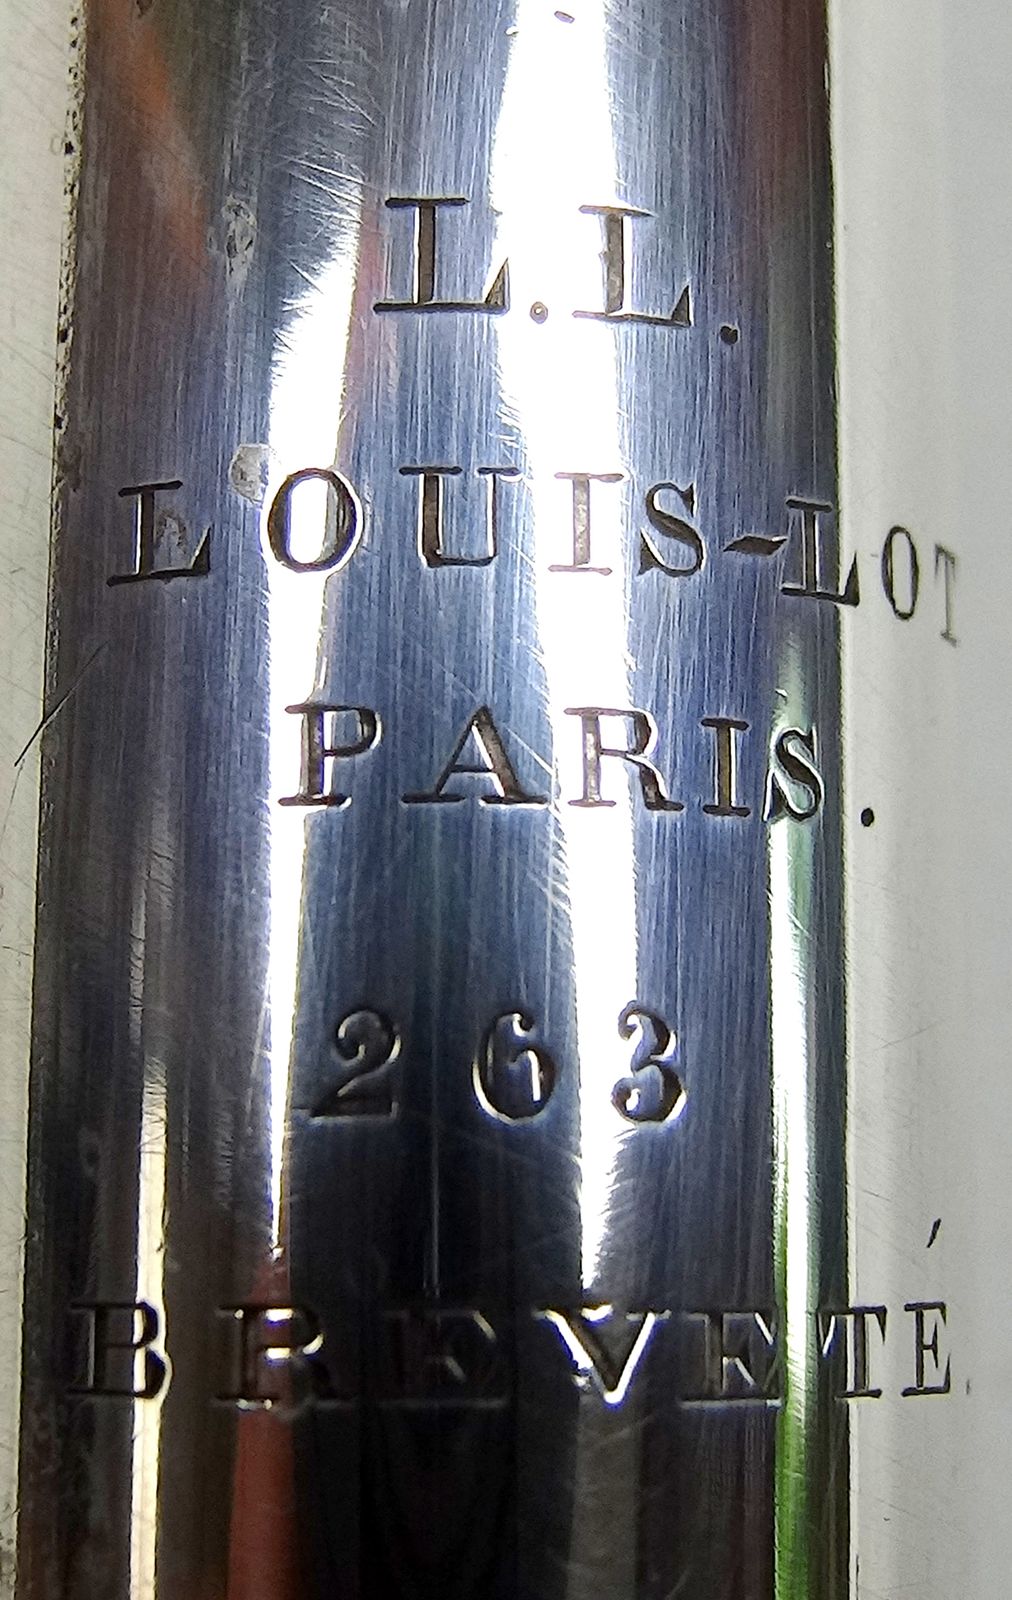 L.L.
LOUIS-LOT
PARIS.
263
BREVETÉ.